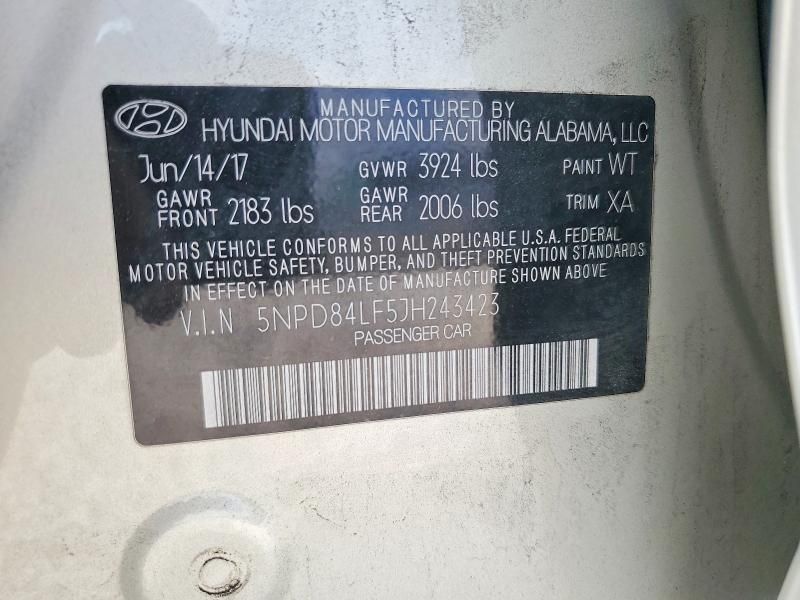 MANUFACTURED BY
HYUNDAI MOTOR MANUFACTURING ALABAMA, LLC
Jun/14/17 GVWR 3924 lbs PAINT WT
GAWR FRONT 2183 lbs GAWR REAR 2006 lbs TRIM XA
THIS VEHICLE CONFORMS TO ALL APPLICABLE U.S.A. FEDERAL
MOTOR VEHICLE SAFETY, BUMPER, AND THEFT PREVENTION STANDARDS
IN EFFECT ON THE DATE OF MANUFACTURE SHOWN ABOVE
V.I.N 5NPD84LF5JH243423
PASSENGER CAR